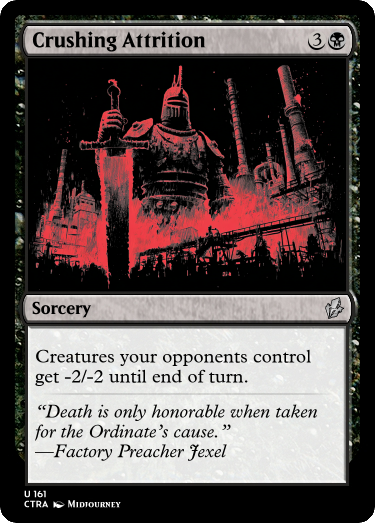 Crushing Attrition 3
Sorcery
Creatures your opponents control
get -2/-2 until end of turn.
“Death is only honorable when taken
for the Ordinate’s cause.”
—Factory Preacher Jexel
U 161
CTRA Midjourney